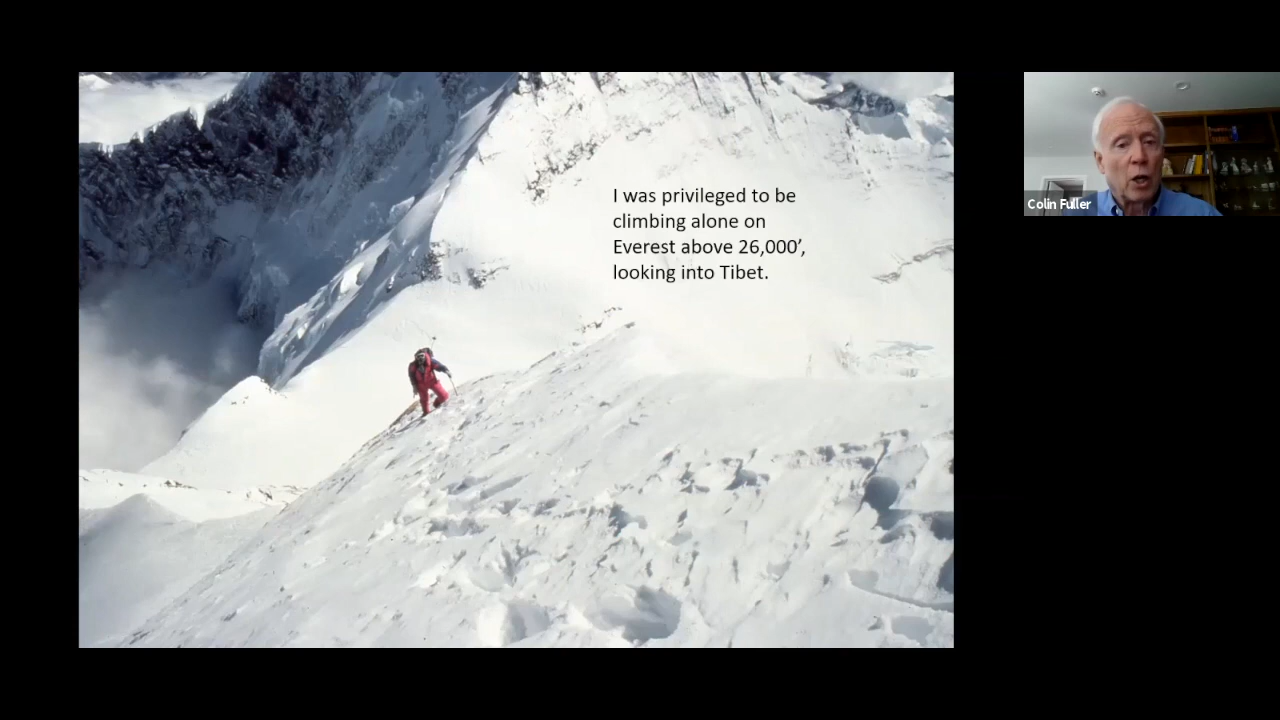 I was privileged to be
climbing alone on
Everest above 26,000’,
looking into Tibet.
Colin Fuller